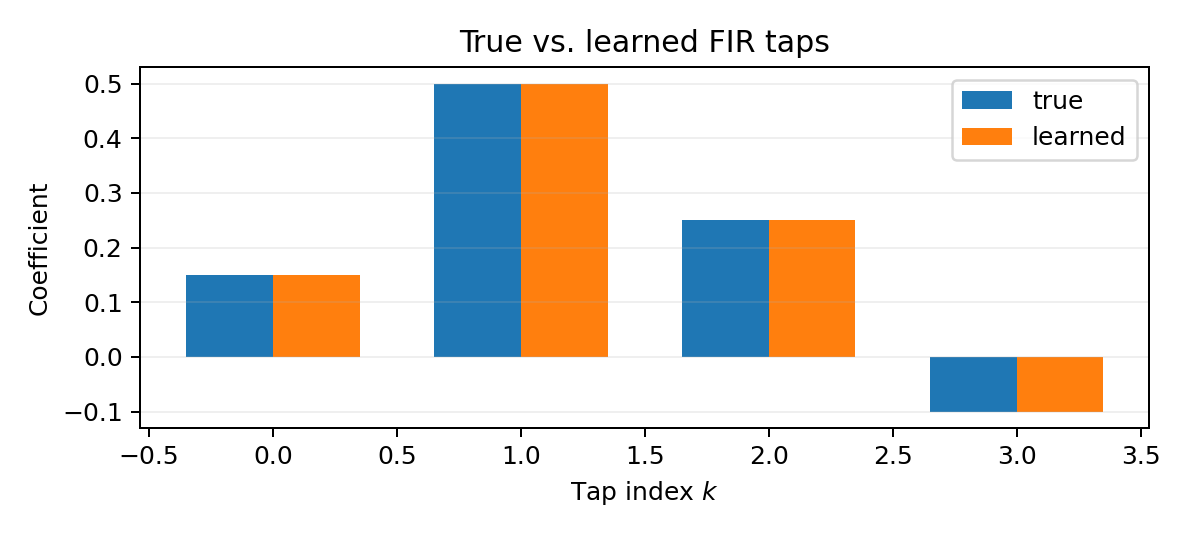 True vs. learned FIR taps
true
learned
Coefficient
0.5
0.4
0.3
0.2
0.1
0.0
−0.1
−0.5 0.0 0.5 1.0 1.5 2.0 2.5 3.0 3.5
Tap index k